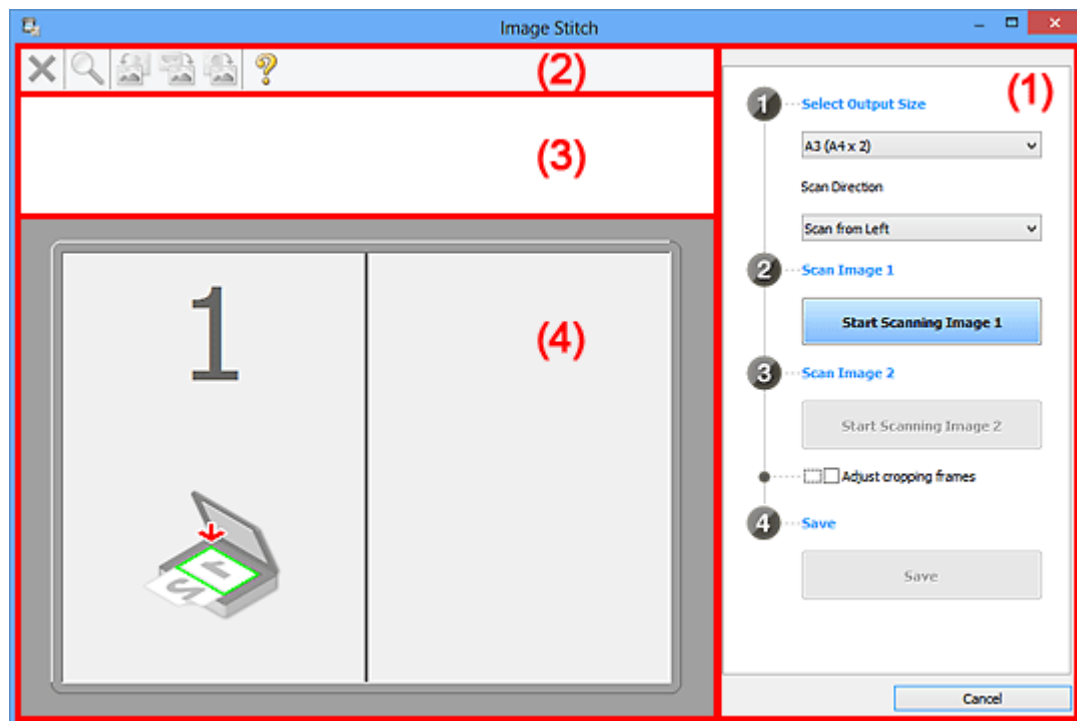 Image Stitch
(2)
(3)
1
(4)
(1)
1 Select Output Size
A3 (A4 x 2)
Scan Direction
Scan from Left
2 Scan Image 1
Start Scanning Image 1
3 Scan Image 2
Start Scanning Image 2
Adjust cropping frames
4 Save
Save
Cancel